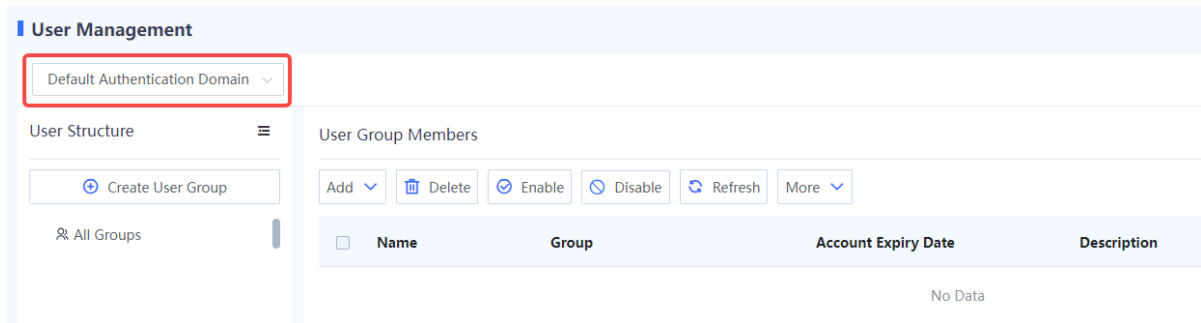 User Management
Default Authentication Domain
User Structure
User Group Members
Create User Group
Add Delete Enable Disable Refresh More
All Groups
Name Group Account Expiry Date Description
No Data